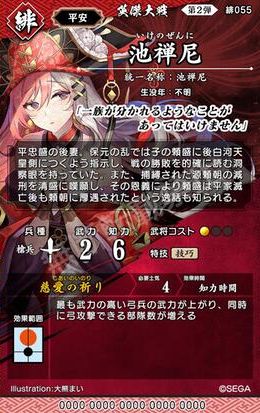 緋
平安
英傑大戦
第2弾
緋055
いけのぜんに
池禅尼
統一名称：池禅尼
生没年：不明
「一族が分かれるようなことが
あってはいけません」
平忠盛の後妻。保元の乱では子の頼盛に後白河天
皇側につくよう指示し、戦の勝敗を的確に読む洞
察眼を持っていた。また、捕縛された源頼朝の減
刑を清盛に嘆願し、その恩義により頼盛は平家滅
亡後も頼朝に厚遇されたという逸話も残される。
兵種 武力 知力 武将コスト
槍兵 2 6
特技 技巧
じあいのいのり
慈愛の祈り
必要士気 4
効果時間 知力時間
効果範囲
最も武力の高い弓兵の武力が上がり、同時
に弓攻撃できる部隊数が増える
Illustration:大熊まい
©SEGA
0000-0000-0000-0000-0000